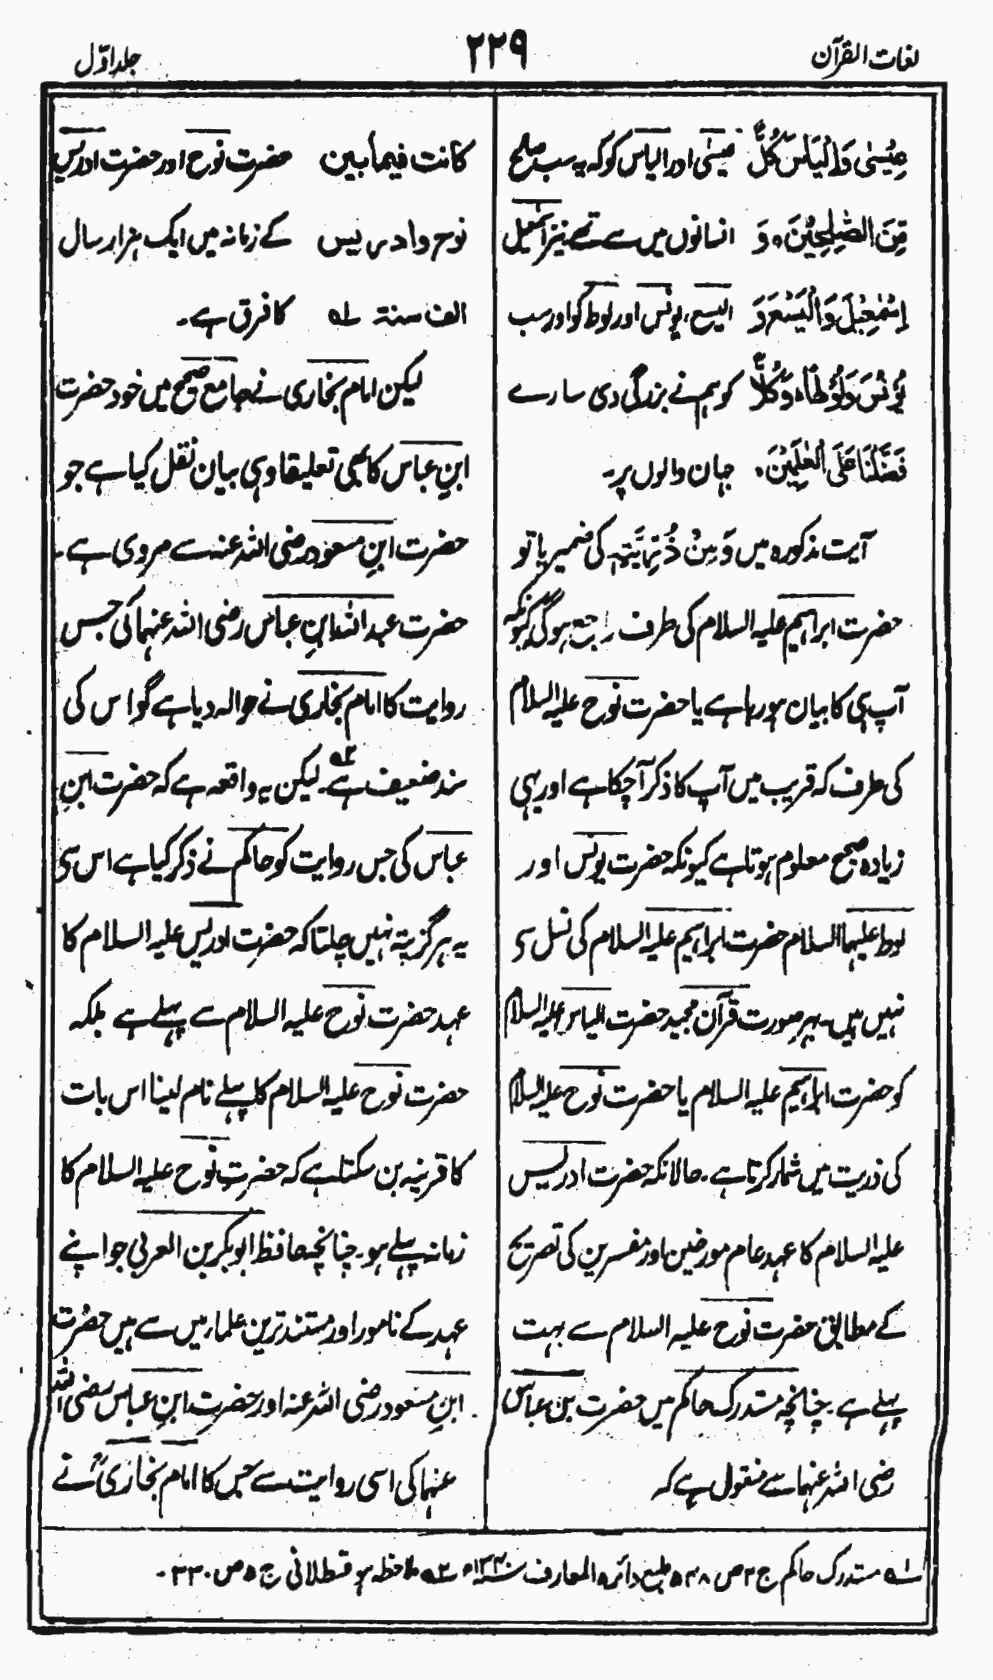 لغات القرآن
۲۲۹
جلد اوّل
عِيْسٰى وَاِلْيَاسَ كُلٌّ عیسٰی اور الیاس کو کہ یہ سب صلح
مِّنَ الصّٰلِحِيْنَ، وَ انسانوں میں سے تھے نیز اسمٰعیل
اِسْمٰعِيْلَ وَالْيَسَعَ وَ الیسع، یونس اور لوط کو اور سب
يُوْنُسَ وَلُوْطًا، وَكُلًّا کو ہم نے بزرگی دی سارے
فَضَّلْنَا عَلَى الْعٰلَمِيْنَ، جہان والوں پر۔
آیت مذکورہ میں وَمِنْ ذُرِّيَّتِهٖ کی ضمیر یا تو
حضرت ابراہیم علیہ السلام کی طرف راجع ہوگی کیونکہ
آپ ہی کا بیان ہو رہا ہے یا حضرت نوح علیہ السلام
کی طرف کہ قریب میں آپ کا ذکر آچکا ہے اور یہی
زیادہ صحیح معلوم ہوتا ہے کیونکہ حضرت یونس اور
لوط علیہما السلام حضرت ابراہیم علیہ السلام کی نسل سی
نہیں ہیں۔ بہر صورت قرآن مجید حضرت الیاس علیہ السلام
کو حضرت ابراہیم علیہ السلام یا حضرت نوح علیہ السلام
کی ذریت میں شمار کرتا ہے۔ حالانکہ حضرت ادریس
علیہ السلام کا عہد عام مورخین اور مفسرین کی تصریح
کے مطابق حضرت نوح علیہ السلام سے بہت
پہلے ہے۔ چنانچہ مستدرک حاکم میں حضرت بن عباس
رضی اللہ عنہما سے منقول ہے کہ
کانت فیما بین حضرت نوح اور حضرت ادریس
نوح وادریس کے زمانہ میں ایک ہزار سال
الف سنة ؎۱ کا فرق ہے۔
لیکن امام بخاری نے جامع صحیح میں خود حضرت
ابنِ عباس کا بھی تعلیقا وہی بیان نقل کیا ہے جو
حضرت ابنِ مسعود رضی اللہ عنہ سے مروی ہے۔
حضرت عبداللہ ابنِ عباس رضی اللہ عنہما کی جس
روایت کا امام بخاری نے حوالہ دیا ہے گو اس کی
سند ضعیف ہے؎۲۔ لیکن یہ واقعہ ہے کہ حضرت ابنِ
عباس کی جس روایت کو حاکم نے ذکر کیا ہے اس سی
یہ ہرگز پتہ نہیں چلتا کہ حضرت ادریس علیہ السلام کا
عہد حضرت نوح علیہ السلام سے پہلے ہے بلکہ
حضرت نوح علیہ السلام کا پہلے نام لینا اس بات
کا قرینہ بن سکتا ہے کہ حضرت نوح علیہ السلام کا
زمانہ پہلے ہو۔ چنانچہ حافظ ابوبکر بن العربی جو اپنے
عہد کے نامور اور مستند ترین علماء میں سے ہیں حضرت
ابنِ مسعود رضی اللہ عنہ اور حضرت ابنِ عباس رضی اللہ
عنہما کی اسی روایت سے جس کا امام بخاریؒ نے
؎۱ مستدرک حاکم ج ۲ ص ۵۴۸ طبع دائرة المعارف ؎۲ ملاحظہ ہو قسطلانی ج ۵ ص ۳۳۰۔